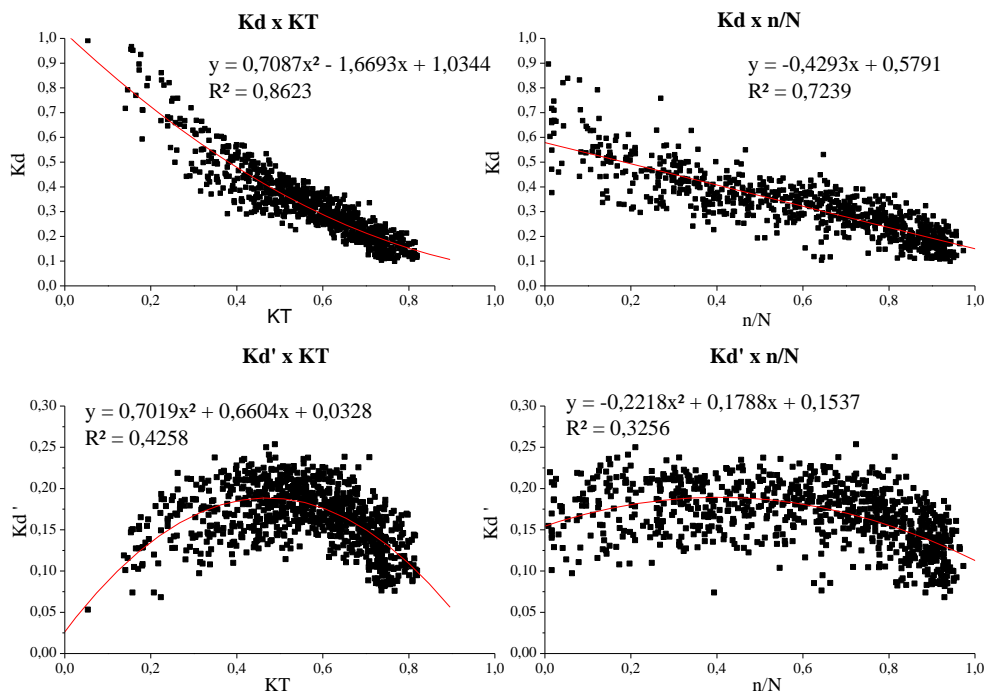 Kd x KT
y = 0,7087x² - 1,6693x + 1,0344
R² = 0,8623
Kd
1,0
0,9
0,8
0,7
0,6
0,5
0,4
0,3
0,2
0,1
0,0
0,0 0,2 0,4 0,6 0,8 1,0
KT
Kd x n/N
y = -0,4293x + 0,5791
R² = 0,7239
Kd
1,0
0,9
0,8
0,7
0,6
0,5
0,4
0,3
0,2
0,1
0,0
0,0 0,2 0,4 0,6 0,8 1,0
n/N
Kd' x KT
y = 0,7019x² + 0,6604x + 0,0328
R² = 0,4258
Kd '
0,30
0,25
0,20
0,15
0,10
0,05
0,00
0,0 0,2 0,4 0,6 0,8 1,0
KT
Kd' x n/N
y = -0,2218x² + 0,1788x + 0,1537
R² = 0,3256
Kd '
0,30
0,25
0,20
0,15
0,10
0,05
0,00
0,0 0,2 0,4 0,6 0,8 1,0
n/N